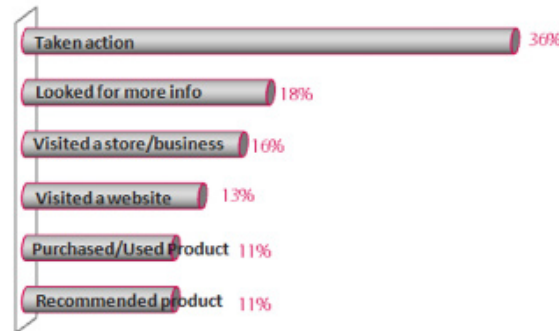 Taken action 36%
Looked for more info 18%
Visited a store/business 16%
Visited a website 13%
Purchased/Used Product 11%
Recommended product 11%